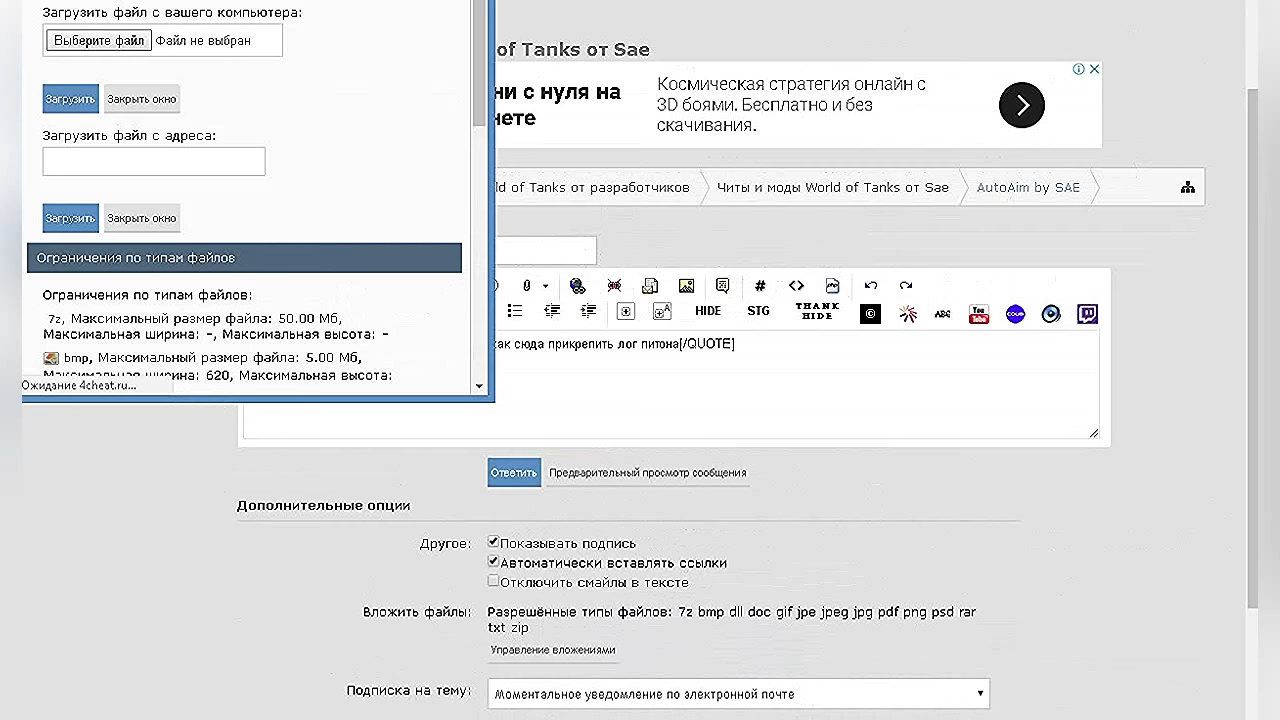 Загрузить файл с вашего компьютера:
Выберите файл Файл не выбран
Загрузить Закрыть окно
Загрузить файл с адреса:
Загрузить Закрыть окно
Ограничения по типам файлов
Ограничения по типам файлов:
7z, Максимальный размер файла: 50.00 Мб,
Максимальная ширина: -, Максимальная высота: -
bmp, Максимальный размер файла: 5.00 Мб,
Максимальная ширина: 620, Максимальная высота:
Ожидание 4cheat.ru...
of Tanks от Sae
ни с нуля на
нете
Космическая стратегия онлайн с
3D боями. Бесплатно и без
скачивания.
ld of Tanks от разработчиков Читы и моды World of Tanks от Sae AutoAim by SAE
HIDE STG THANK HIDE © ABC You Tube COUB
как сюда прикрепить лог питона[/QUOTE]
Ответить Предварительный просмотр сообщения
Дополнительные опции
Другое: Показывать подпись
Автоматически вставлять ссылки
Отключить смайлы в тексте
Вложить файлы: Разрешённые типы файлов: 7z bmp dll doc gif jpe jpeg jpg pdf png psd rar
txt zip
Управление вложениями
Подписка на тему: Моментальное уведомление по электронной почте